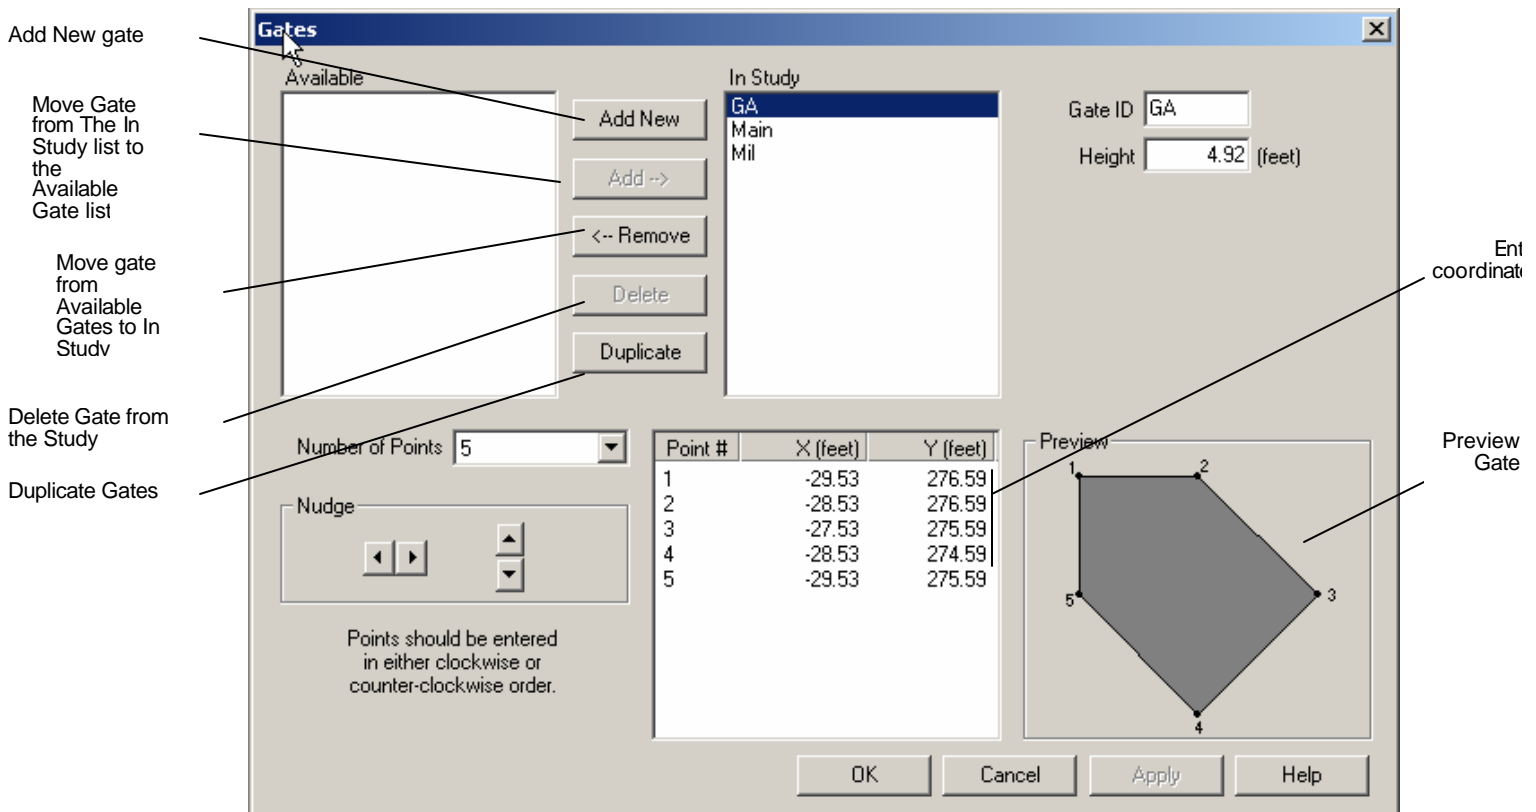 Add New gate
Move Gate
from The In
Study list to
the
Available
Gate list
Move gate
from
Available
Gates to In
Study
Delete Gate from
the Study
Duplicate Gates
Gates
Available
Add New
Add -->
<-- Remove
Delete
Duplicate
In Study
GA
Main
Mil
Gate ID GA
Height 4.92 (feet)
Number of Points 5
Nudge
Points should be entered
in either clockwise or
counter-clockwise order.
Point # X (feet) Y (feet)
1 -29.53 276.59
2 -28.53 276.59
3 -27.53 275.59
4 -28.53 274.59
5 -29.53 275.59
Preview
1
2
3
4
5
OK Cancel Apply Help
Ent
coordinate
Preview
Gate